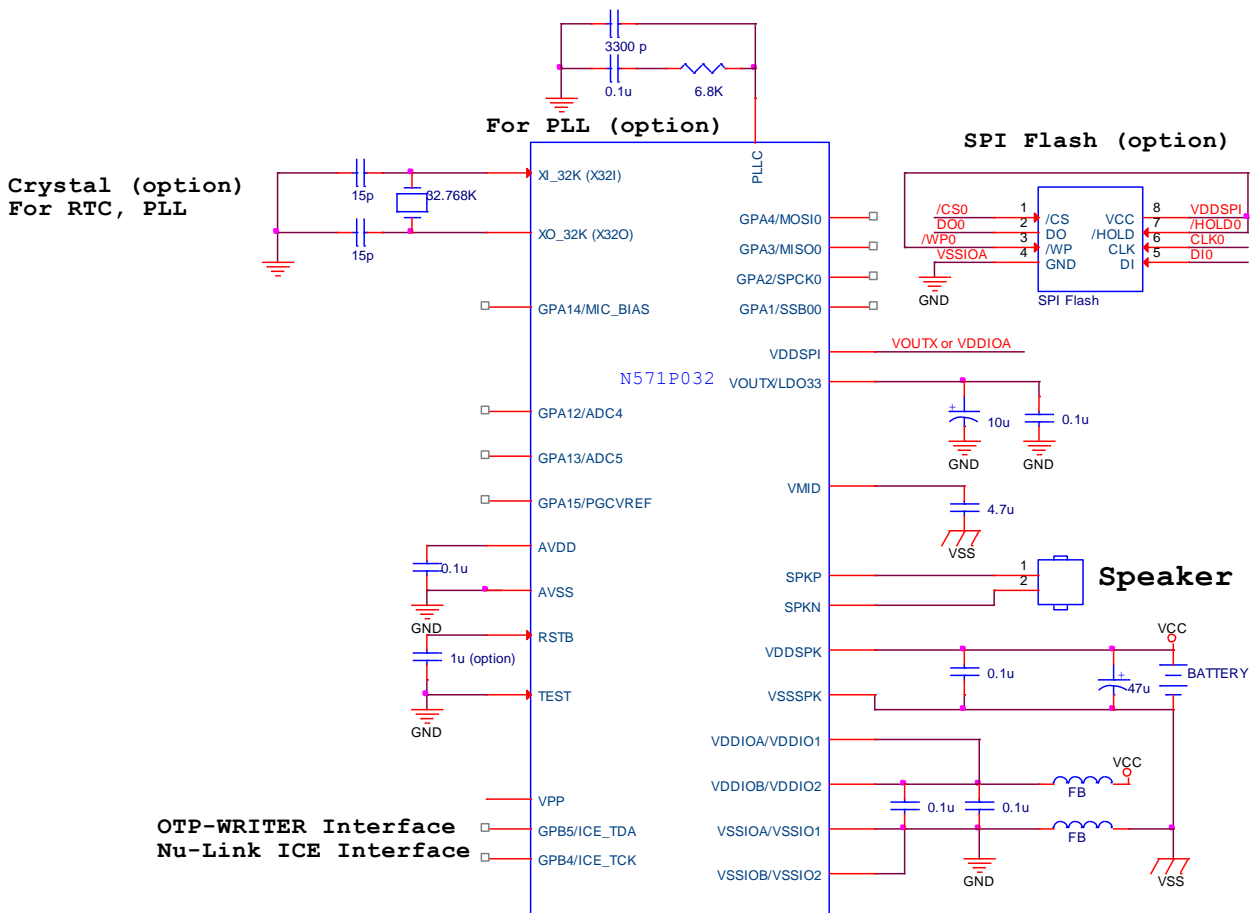 3300 p
0.1u
6.8K
For PLL (option)
PLLC
Crystal (option)
For RTC, PLL
15p
32.768K
15p
XI_32K (X32I)
XO_32K (X32O)
GPA14/MIC_BIAS
GPA12/ADC4
GPA13/ADC5
GPA15/PGCVREF
AVDD
0.1u
AVSS
GND
RSTB
1u (option)
TEST
GND
VPP
OTP-WRITER Interface
GPB5/ICE_TDA
Nu-Link ICE Interface
GPB4/ICE_TCK
N571P032
GPA4/MOSI0
GPA3/MISO0
GPA2/SPCK0
GPA1/SSB00
VDDSPI
VOUTX or VDDIOA
VOUTX/LDO33
+
10u
0.1u
GND
GND
VMID
4.7u
VSS
SPKP
1
SPKN
2
Speaker
VDDSPK
VCC
0.1u
+
47u
BATTERY
VSSSPK
VDDIOA/VDDIO1
VDDIOB/VDDIO2
VCC
FB
0.1u
0.1u
VSSIOA/VSSIO1
FB
GND
VSS
VSSIOB/VSSIO2
SPI Flash (option)
/CS0
1
/CS
VCC
8
VDDSPI
DO0
2
DO
/HOLD
7
/HOLD0
/WP0
3
/WP
CLK
6
CLK0
VSSIOA
4
GND
DI
5
DI0
GND
SPI Flash